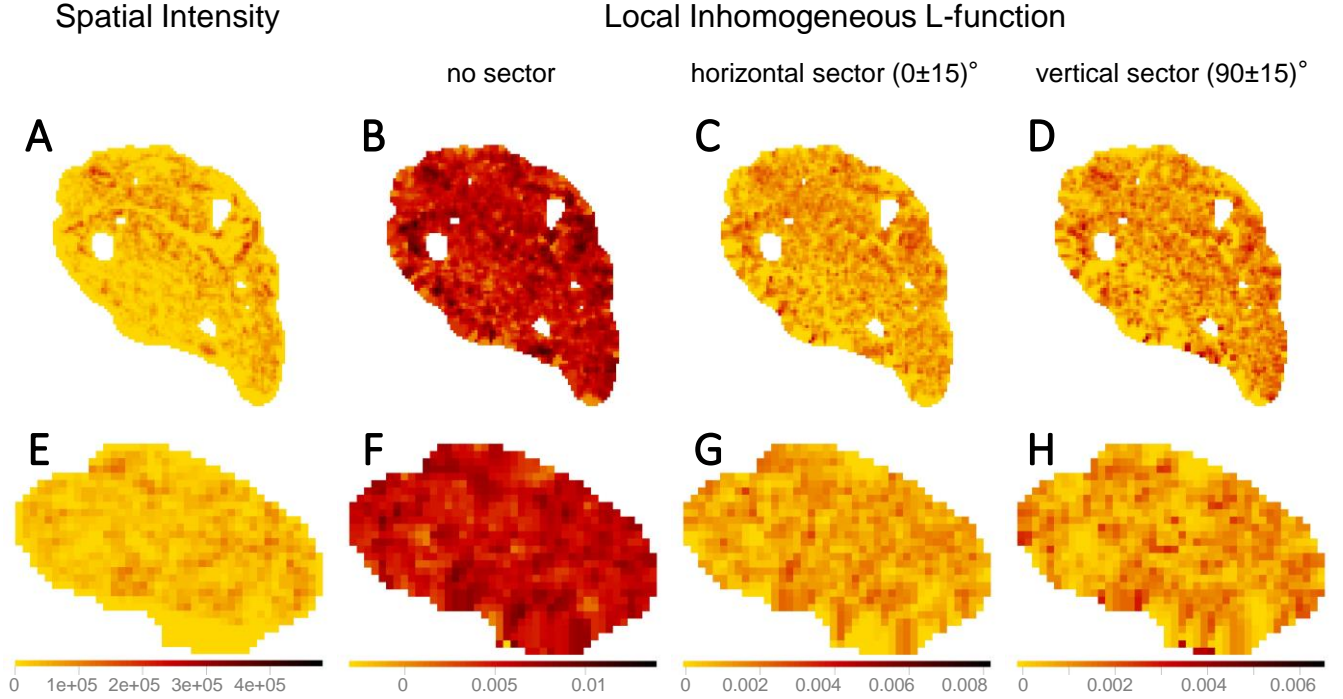 Spatial Intensity Local Inhomogeneous L-function
no sector horizontal sector (0±15)° vertical sector (90±15)°
A B C D
E F G H
0 1e+05 2e+05 3e+05 4e+05 0 0.005 0.01 0 0.002 0.004 0.006 0.008 0 0.002 0.004 0.006